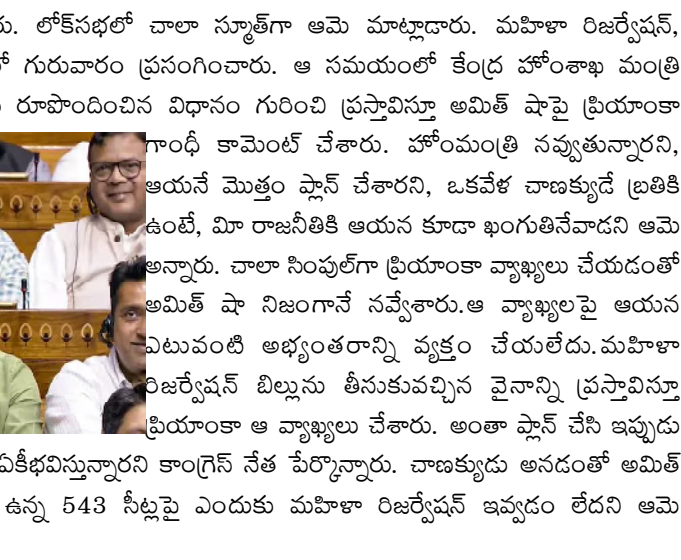 రు. లోక్‌సభలో చాలా స్మూత్‌గా ఆమె మాట్లాడారు. మహిళా రిజర్వేషన్,
గురువారం ప్రసంగించారు. ఆ సమయంలో కేంద్ర హోంశాఖ మంత్రి
రూపొందించిన విధానం గురించి ప్రస్తావిస్తూ అమిత్ షాపై ప్రియాంకా
గాంధీ కామెంట్ చేశారు. హోంమంత్రి నవ్వుతున్నారని,
ఆయనే మొత్తం ప్లాన్ చేశారని, ఒకవేళ చాణక్యుడే బ్రతికి
ఉంటే, మీ రాజనీతికి ఆయన కూడా ఖంగుతినేవాడని ఆమె
అన్నారు. చాలా సింపుల్‌గా ప్రియాంకా వ్యాఖ్యలు చేయడంతో
అమిత్ షా నిజంగానే నవ్వేశారు.ఆ వ్యాఖ్యలపై ఆయన
ఎటువంటి అభ్యంతరాన్ని వ్యక్తం చేయలేదు.మహిళా
రిజర్వేషన్ బిల్లును తీసుకువచ్చిన వైనాన్ని ప్రస్తావిస్తూ
ప్రియాంకా ఆ వ్యాఖ్యలు చేశారు. అంతా ప్లాన్ చేసి ఇప్పుడు
ఏకీభవిస్తున్నారని కాంగ్రెస్ నేత పేర్కొన్నారు. చాణక్యుడు అనడంతో అమిత్
ఉన్న 543 సీట్లపై ఎందుకు మహిళా రిజర్వేషన్ ఇవ్వడం లేదని ఆమె